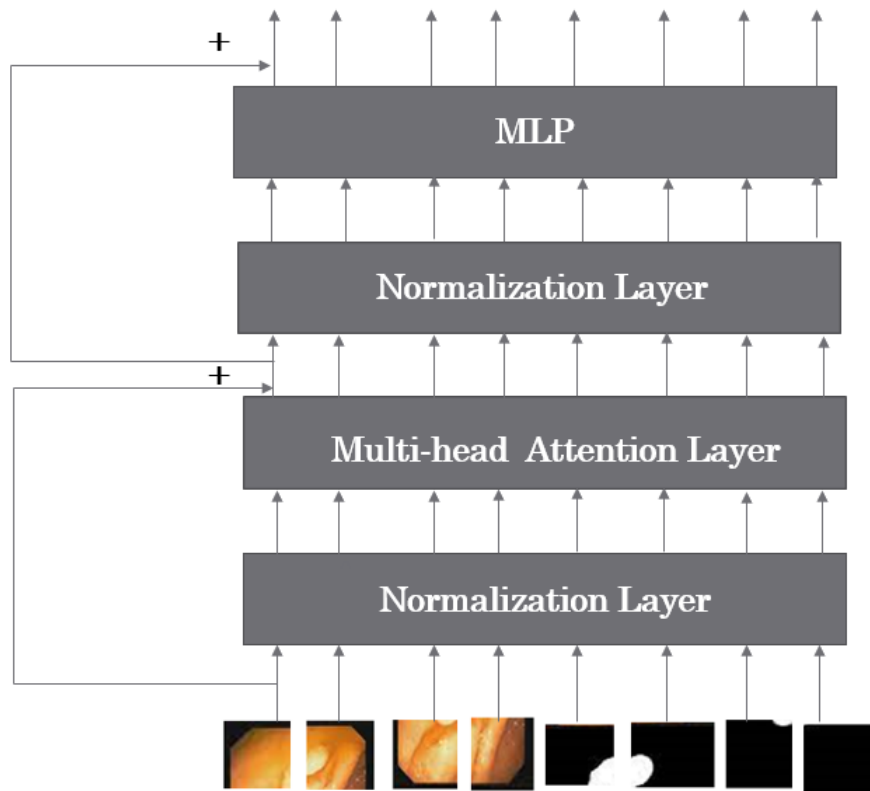 +
MLP
Normalization Layer
+
Multi-head Attention Layer
Normalization Layer